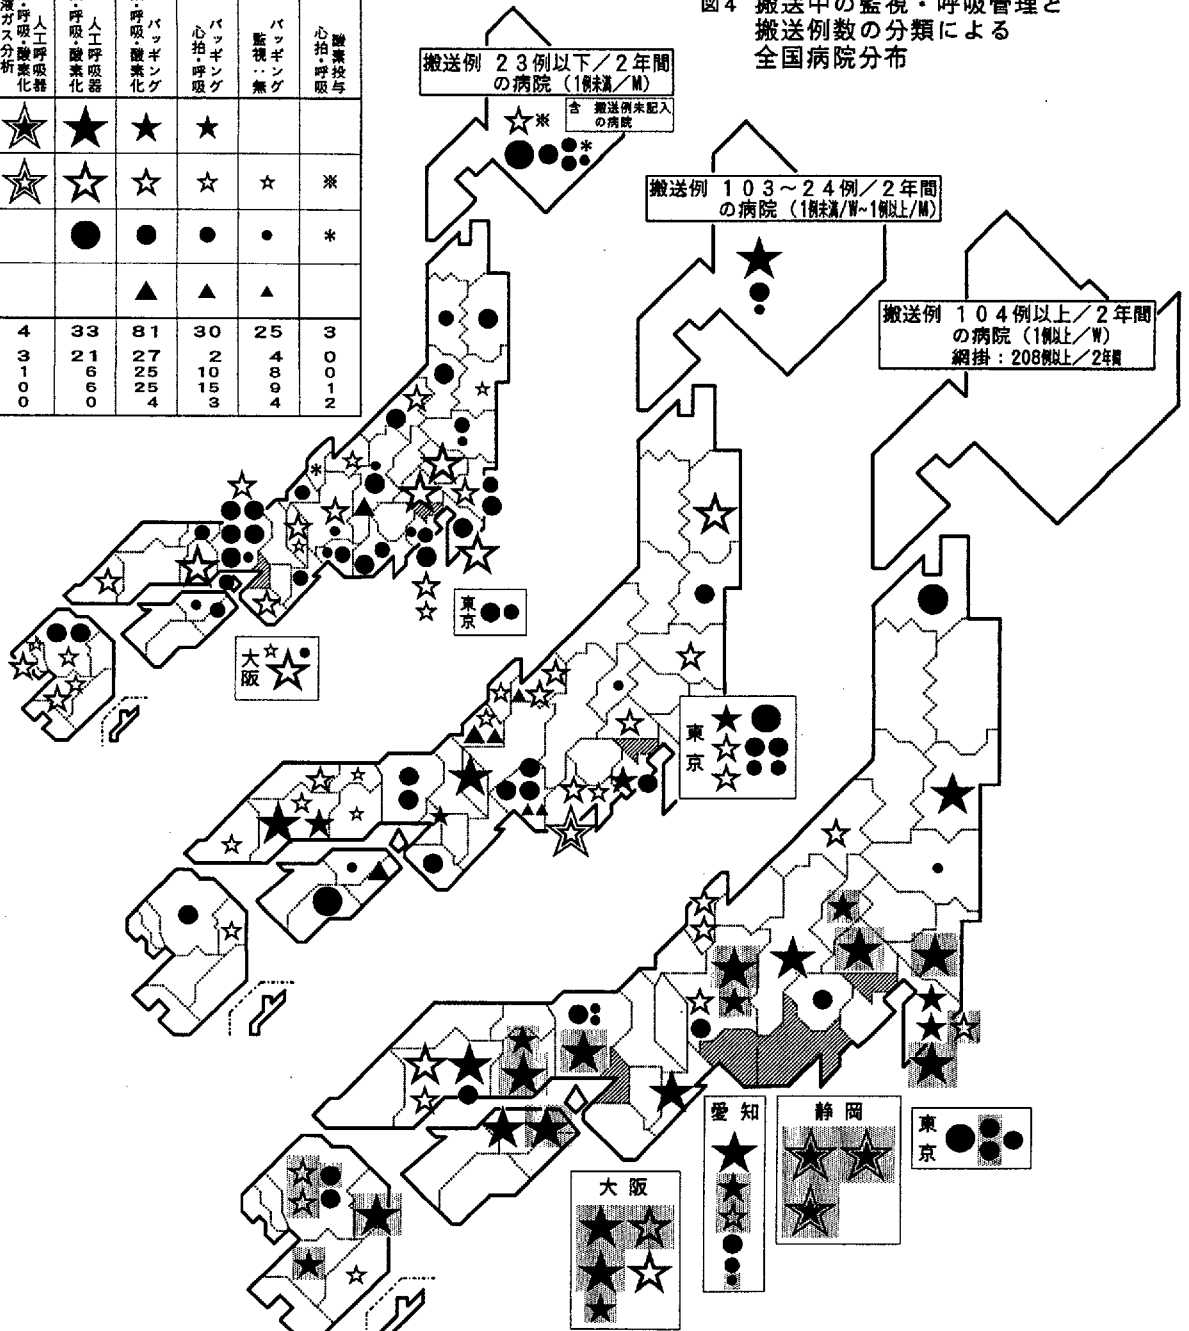 図4 搬送中の監視・呼吸管理と
搬送例数の分類による
全国病院分布
人工呼吸器
・呼吸・酸素化
液ガス分析
人工呼吸器
・呼吸・酸素化
バッギング
・呼吸・酸素化
バッギング
心拍・呼吸
バッギング
監視：無
酸素投与
心拍・呼吸
※
*
4 33 81 30 25 3
3 21 27 2 4 0
1 6 25 10 8 0
0 6 25 15 9 1
0 0 4 3 4 2
搬送例 23例以下／2年間
の病院（1例未満／M）
含 搬送例未記入
の病院
※
*
*
東京
大阪
搬送例 103～24例／2年間
の病院（1例未満/W~1例以上/M）
東京
搬送例 104例以上／2年間
の病院（1例以上／W）
網掛：208例以上／2年間
愛知
静岡
東京
大阪